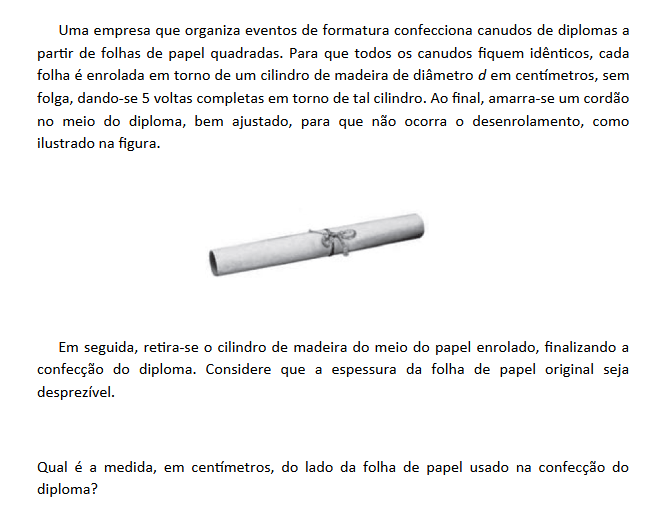 Uma empresa que organiza eventos de formatura confecciona canudos de diplomas a
partir de folhas de papel quadradas. Para que todos os canudos fiquem idênticos, cada
folha é enrolada em torno de um cilindro de madeira de diâmetro d em centímetros, sem
folga, dando-se 5 voltas completas em torno de tal cilindro. Ao final, amarra-se um cordão
no meio do diploma, bem ajustado, para que não ocorra o desenrolamento, como
ilustrado na figura.
Em seguida, retira-se o cilindro de madeira do meio do papel enrolado, finalizando a
confecção do diploma. Considere que a espessura da folha de papel original seja
desprezível.
Qual é a medida, em centímetros, do lado da folha de papel usado na confecção do
diploma?